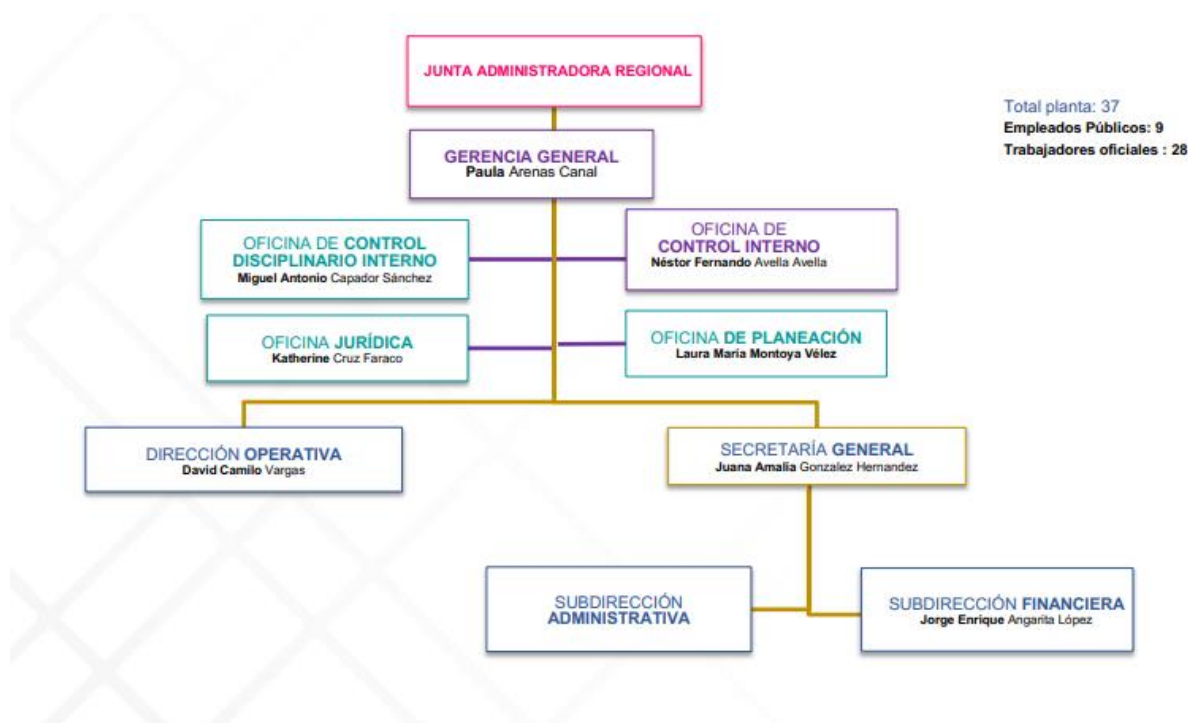 JUNTA ADMINISTRADORA REGIONAL
Total planta: 37
Empleados Públicos: 9
Trabajadores oficiales : 28
GERENCIA GENERAL
Paula Arenas Canal
OFICINA DE CONTROL
DISCIPLINARIO INTERNO
Miguel Antonio Capador Sánchez
OFICINA DE
CONTROL INTERNO
Néstor Fernando Avella Avella
OFICINA JURÍDICA
Katherine Cruz Faraco
OFICINA DE PLANEACIÓN
Laura María Montoya Vélez
DIRECCIÓN OPERATIVA
David Camilo Vargas
SECRETARÍA GENERAL
Juana Amalia Gonzalez Hernandez
SUBDIRECCIÓN
ADMINISTRATIVA
SUBDIRECCIÓN FINANCIERA
Jorge Enrique Angarita López